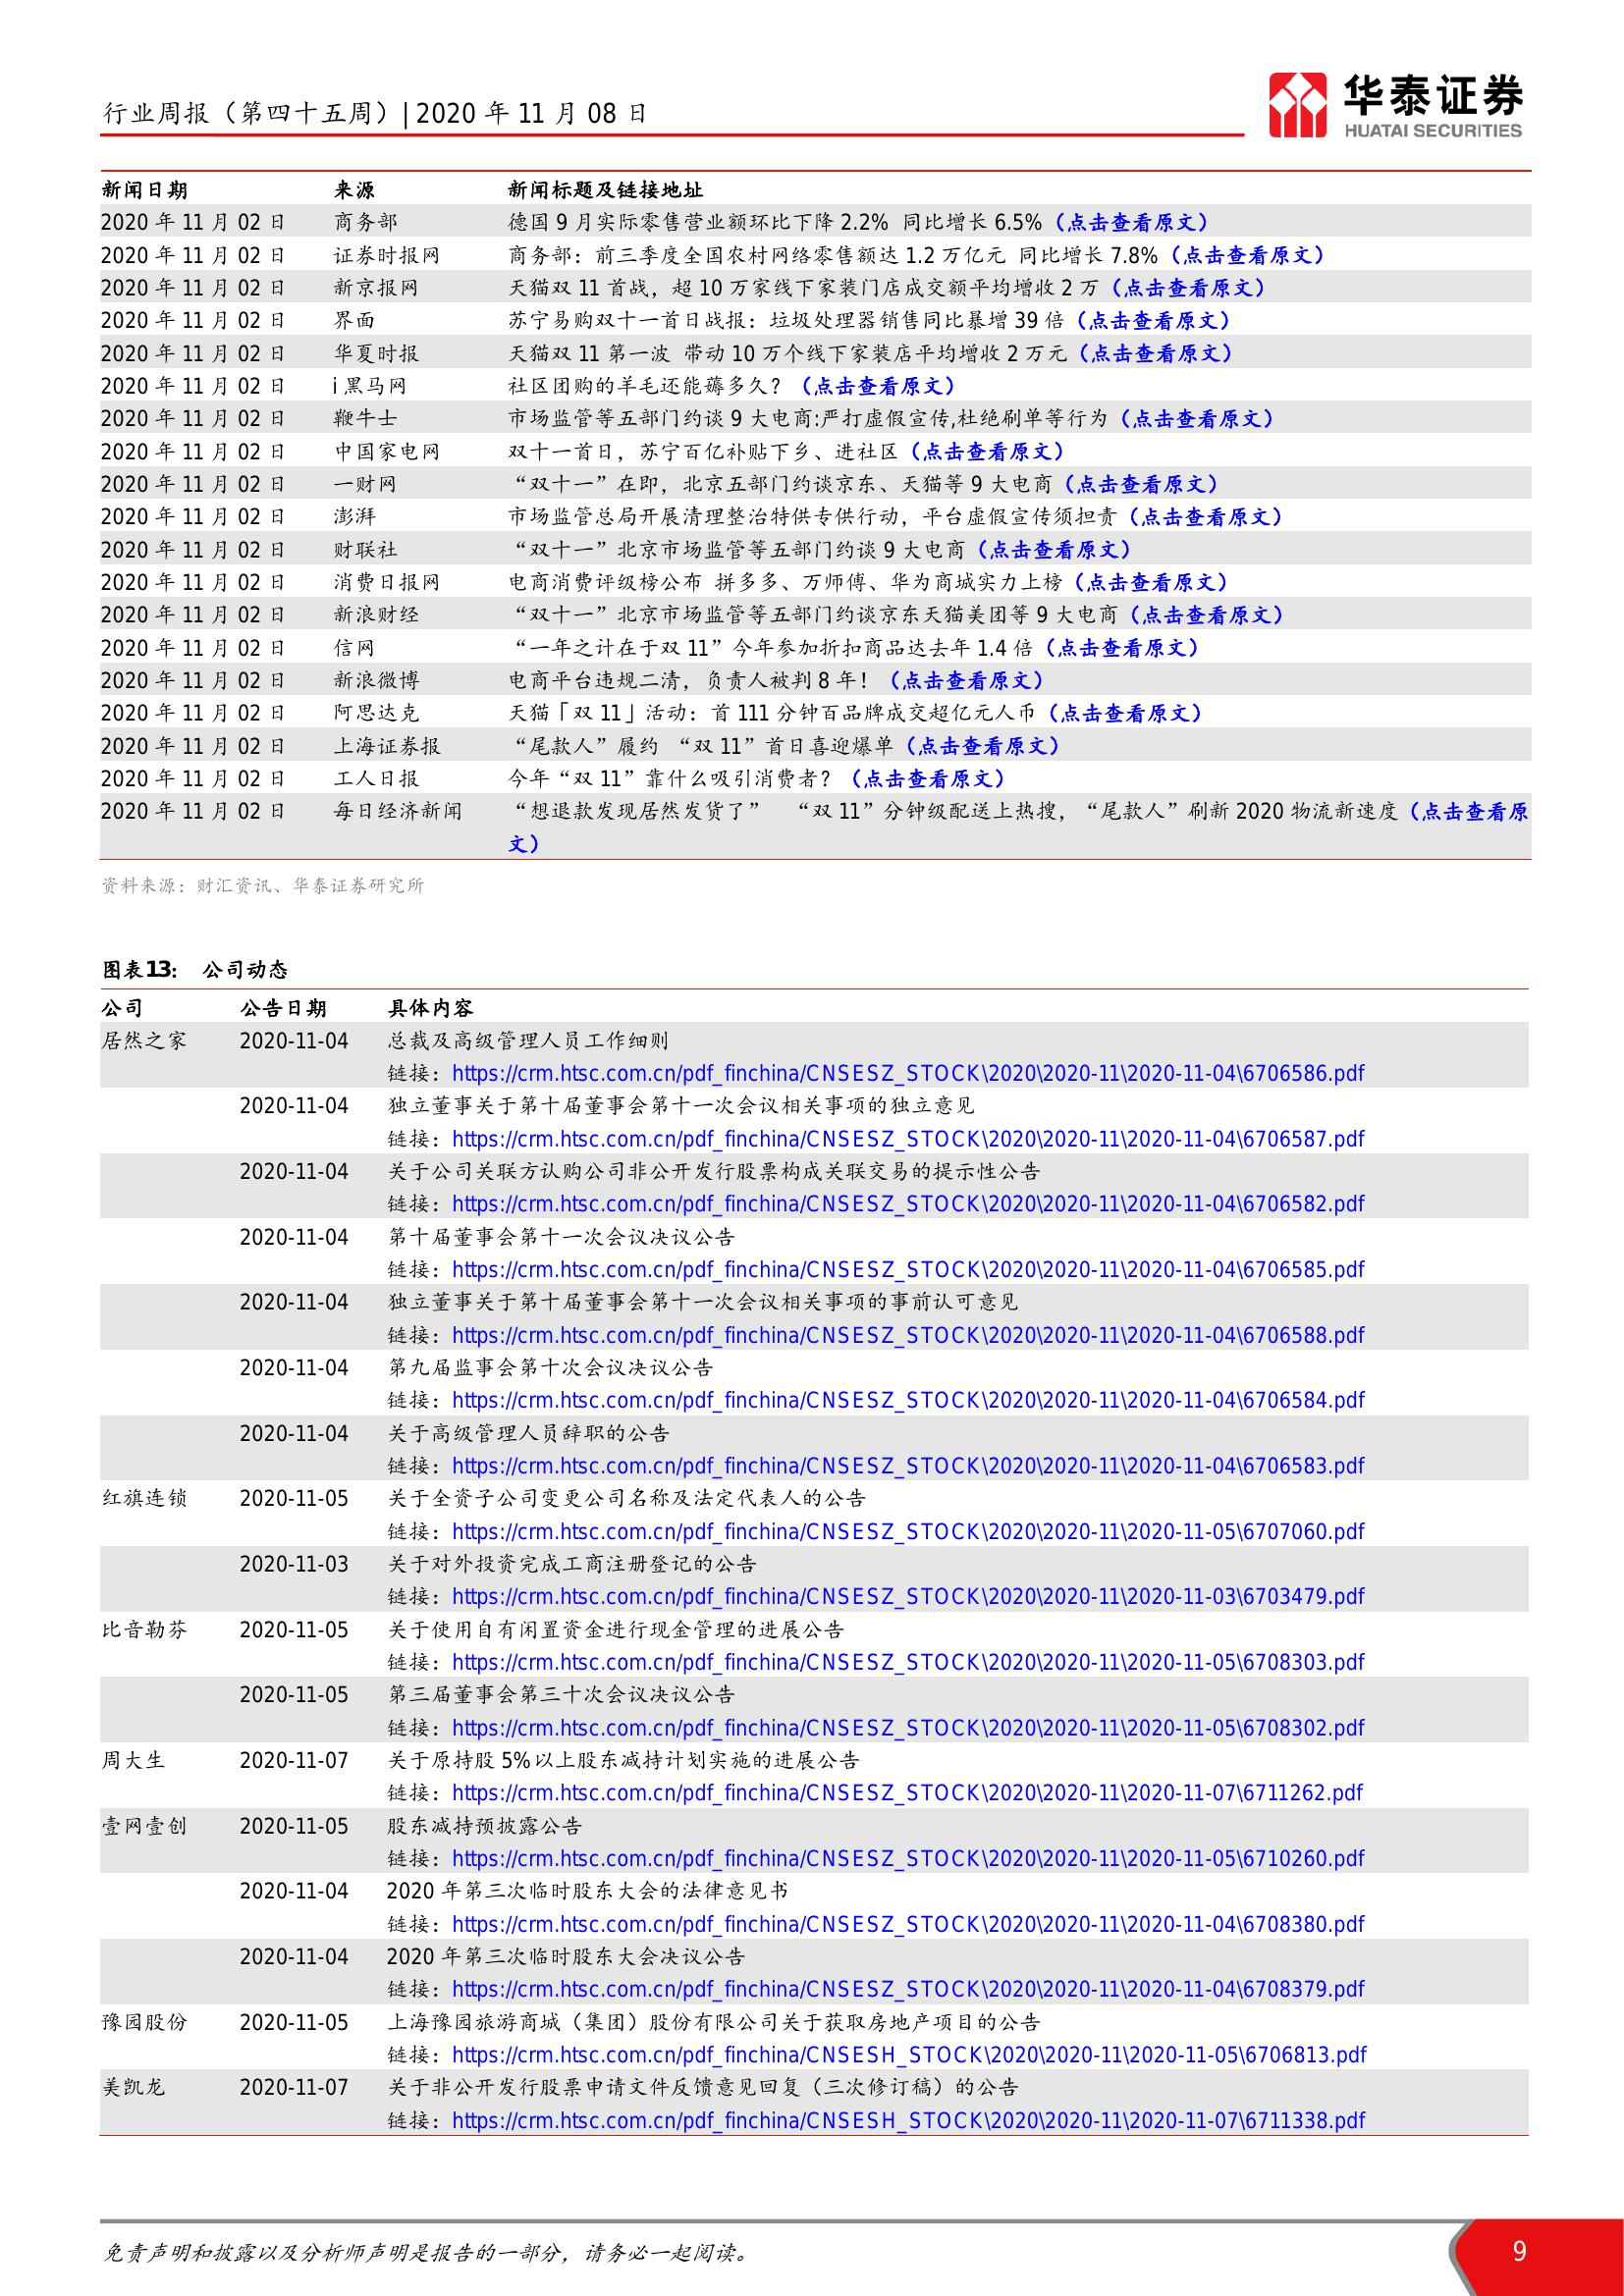 行业周报（第四十五周）| 2020 年 11 月 08 日
华泰证券
HUATAI SECURITIES
新闻日期 来源 新闻标题及链接地址
2020 年 11 月 02 日 商务部 德国 9 月实际零售营业额环比下降 2.2% 同比增长 6.5%（点击查看原文）
2020 年 11 月 02 日 证券时报网 商务部：前三季度全国农村网络零售额达 1.2 万亿元 同比增长 7.8%（点击查看原文）
2020 年 11 月 02 日 新京报网 天猫双 11 首战，超 10 万家线下家装门店成交额平均增收 2 万（点击查看原文）
2020 年 11 月 02 日 界面 苏宁易购双十一首日战报：垃圾处理器销售同比暴增 39 倍（点击查看原文）
2020 年 11 月 02 日 华夏时报 天猫双 11 第一波 带动 10 万个线下家装店平均增收 2 万元（点击查看原文）
2020 年 11 月 02 日 i 黑马网 社区团购的羊毛还能薅多久？（点击查看原文）
2020 年 11 月 02 日 鞭牛士 市场监管等五部门约谈 9 大电商:严打虚假宣传,杜绝刷单等行为（点击查看原文）
2020 年 11 月 02 日 中国家电网 双十一首日，苏宁百亿补贴下乡、进社区（点击查看原文）
2020 年 11 月 02 日 一财网 “双十一”在即，北京五部门约谈京东、天猫等 9 大电商（点击查看原文）
2020 年 11 月 02 日 澎湃 市场监管总局开展清理整治特供专供行动，平台虚假宣传须担责（点击查看原文）
2020 年 11 月 02 日 财联社 “双十一”北京市场监管等五部门约谈 9 大电商（点击查看原文）
2020 年 11 月 02 日 消费日报网 电商消费评级榜公布 拼多多、万师傅、华为商城实力上榜（点击查看原文）
2020 年 11 月 02 日 新浪财经 “双十一”北京市场监管等五部门约谈京东天猫美团等 9 大电商（点击查看原文）
2020 年 11 月 02 日 信网 “一年之计在于双 11”今年参加折扣商品达去年 1.4 倍（点击查看原文）
2020 年 11 月 02 日 新浪微博 电商平台违规二清，负责人被判 8 年！（点击查看原文）
2020 年 11 月 02 日 阿思达克 天猫「双 11」活动：首 111 分钟百品牌成交超亿元人币（点击查看原文）
2020 年 11 月 02 日 上海证券报 “尾款人”履约 “双 11”首日喜迎爆单（点击查看原文）
2020 年 11 月 02 日 工人日报 今年“双 11”靠什么吸引消费者？（点击查看原文）
2020 年 11 月 02 日 每日经济新闻 “想退款发现居然发货了” “双 11”分钟级配送上热搜，“尾款人”刷新 2020 物流新速度（点击查看原
文）
资料来源：财汇资讯、华泰证券研究所
图表13： 公司动态
公司 公告日期 具体内容
居然之家 2020-11-04 总裁及高级管理人员工作细则
链接：https://crm.htsc.com.cn/pdf_finchina/CNSESZ_STOCK\2020\2020-11\2020-11-04\6706586.pdf
2020-11-04 独立董事关于第十届董事会第十一次会议相关事项的独立意见
链接：https://crm.htsc.com.cn/pdf_finchina/CNSESZ_STOCK\2020\2020-11\2020-11-04\6706587.pdf
2020-11-04 关于公司关联方认购公司非公开发行股票构成关联交易的提示性公告
链接：https://crm.htsc.com.cn/pdf_finchina/CNSESZ_STOCK\2020\2020-11\2020-11-04\6706582.pdf
2020-11-04 第十届董事会第十一次会议决议公告
链接：https://crm.htsc.com.cn/pdf_finchina/CNSESZ_STOCK\2020\2020-11\2020-11-04\6706585.pdf
2020-11-04 独立董事关于第十届董事会第十一次会议相关事项的事前认可意见
链接：https://crm.htsc.com.cn/pdf_finchina/CNSESZ_STOCK\2020\2020-11\2020-11-04\6706588.pdf
2020-11-04 第九届监事会第十次会议决议公告
链接：https://crm.htsc.com.cn/pdf_finchina/CNSESZ_STOCK\2020\2020-11\2020-11-04\6706584.pdf
2020-11-04 关于高级管理人员辞职的公告
链接：https://crm.htsc.com.cn/pdf_finchina/CNSESZ_STOCK\2020\2020-11\2020-11-04\6706583.pdf
红旗连锁 2020-11-05 关于全资子公司变更公司名称及法定代表人的公告
链接：https://crm.htsc.com.cn/pdf_finchina/CNSESZ_STOCK\2020\2020-11\2020-11-05\6707060.pdf
2020-11-03 关于对外投资完成工商注册登记的公告
链接：https://crm.htsc.com.cn/pdf_finchina/CNSESZ_STOCK\2020\2020-11\2020-11-03\6703479.pdf
比音勒芬 2020-11-05 关于使用自有闲置资金进行现金管理的进展公告
链接：https://crm.htsc.com.cn/pdf_finchina/CNSESZ_STOCK\2020\2020-11\2020-11-05\6708303.pdf
2020-11-05 第三届董事会第三十次会议决议公告
链接：https://crm.htsc.com.cn/pdf_finchina/CNSESZ_STOCK\2020\2020-11\2020-11-05\6708302.pdf
周大生 2020-11-07 关于原持股 5%以上股东减持计划实施的进展公告
链接：https://crm.htsc.com.cn/pdf_finchina/CNSESZ_STOCK\2020\2020-11\2020-11-07\6711262.pdf
壹网壹创 2020-11-05 股东减持预披露公告
链接：https://crm.htsc.com.cn/pdf_finchina/CNSESZ_STOCK\2020\2020-11\2020-11-05\6710260.pdf
2020-11-04 2020 年第三次临时股东大会的法律意见书
链接：https://crm.htsc.com.cn/pdf_finchina/CNSESZ_STOCK\2020\2020-11\2020-11-04\6708380.pdf
2020-11-04 2020 年第三次临时股东大会决议公告
链接：https://crm.htsc.com.cn/pdf_finchina/CNSESZ_STOCK\2020\2020-11\2020-11-04\6708379.pdf
豫园股份 2020-11-05 上海豫园旅游商城（集团）股份有限公司关于获取房地产项目的公告
链接：https://crm.htsc.com.cn/pdf_finchina/CNSESH_STOCK\2020\2020-11\2020-11-05\6706813.pdf
美凯龙 2020-11-07 关于非公开发行股票申请文件反馈意见回复（三次修订稿）的公告
链接：https://crm.htsc.com.cn/pdf_finchina/CNSESH_STOCK\2020\2020-11\2020-11-07\6711338.pdf
免责声明和披露以及分析师声明是报告的一部分，请务必一起阅读。 9